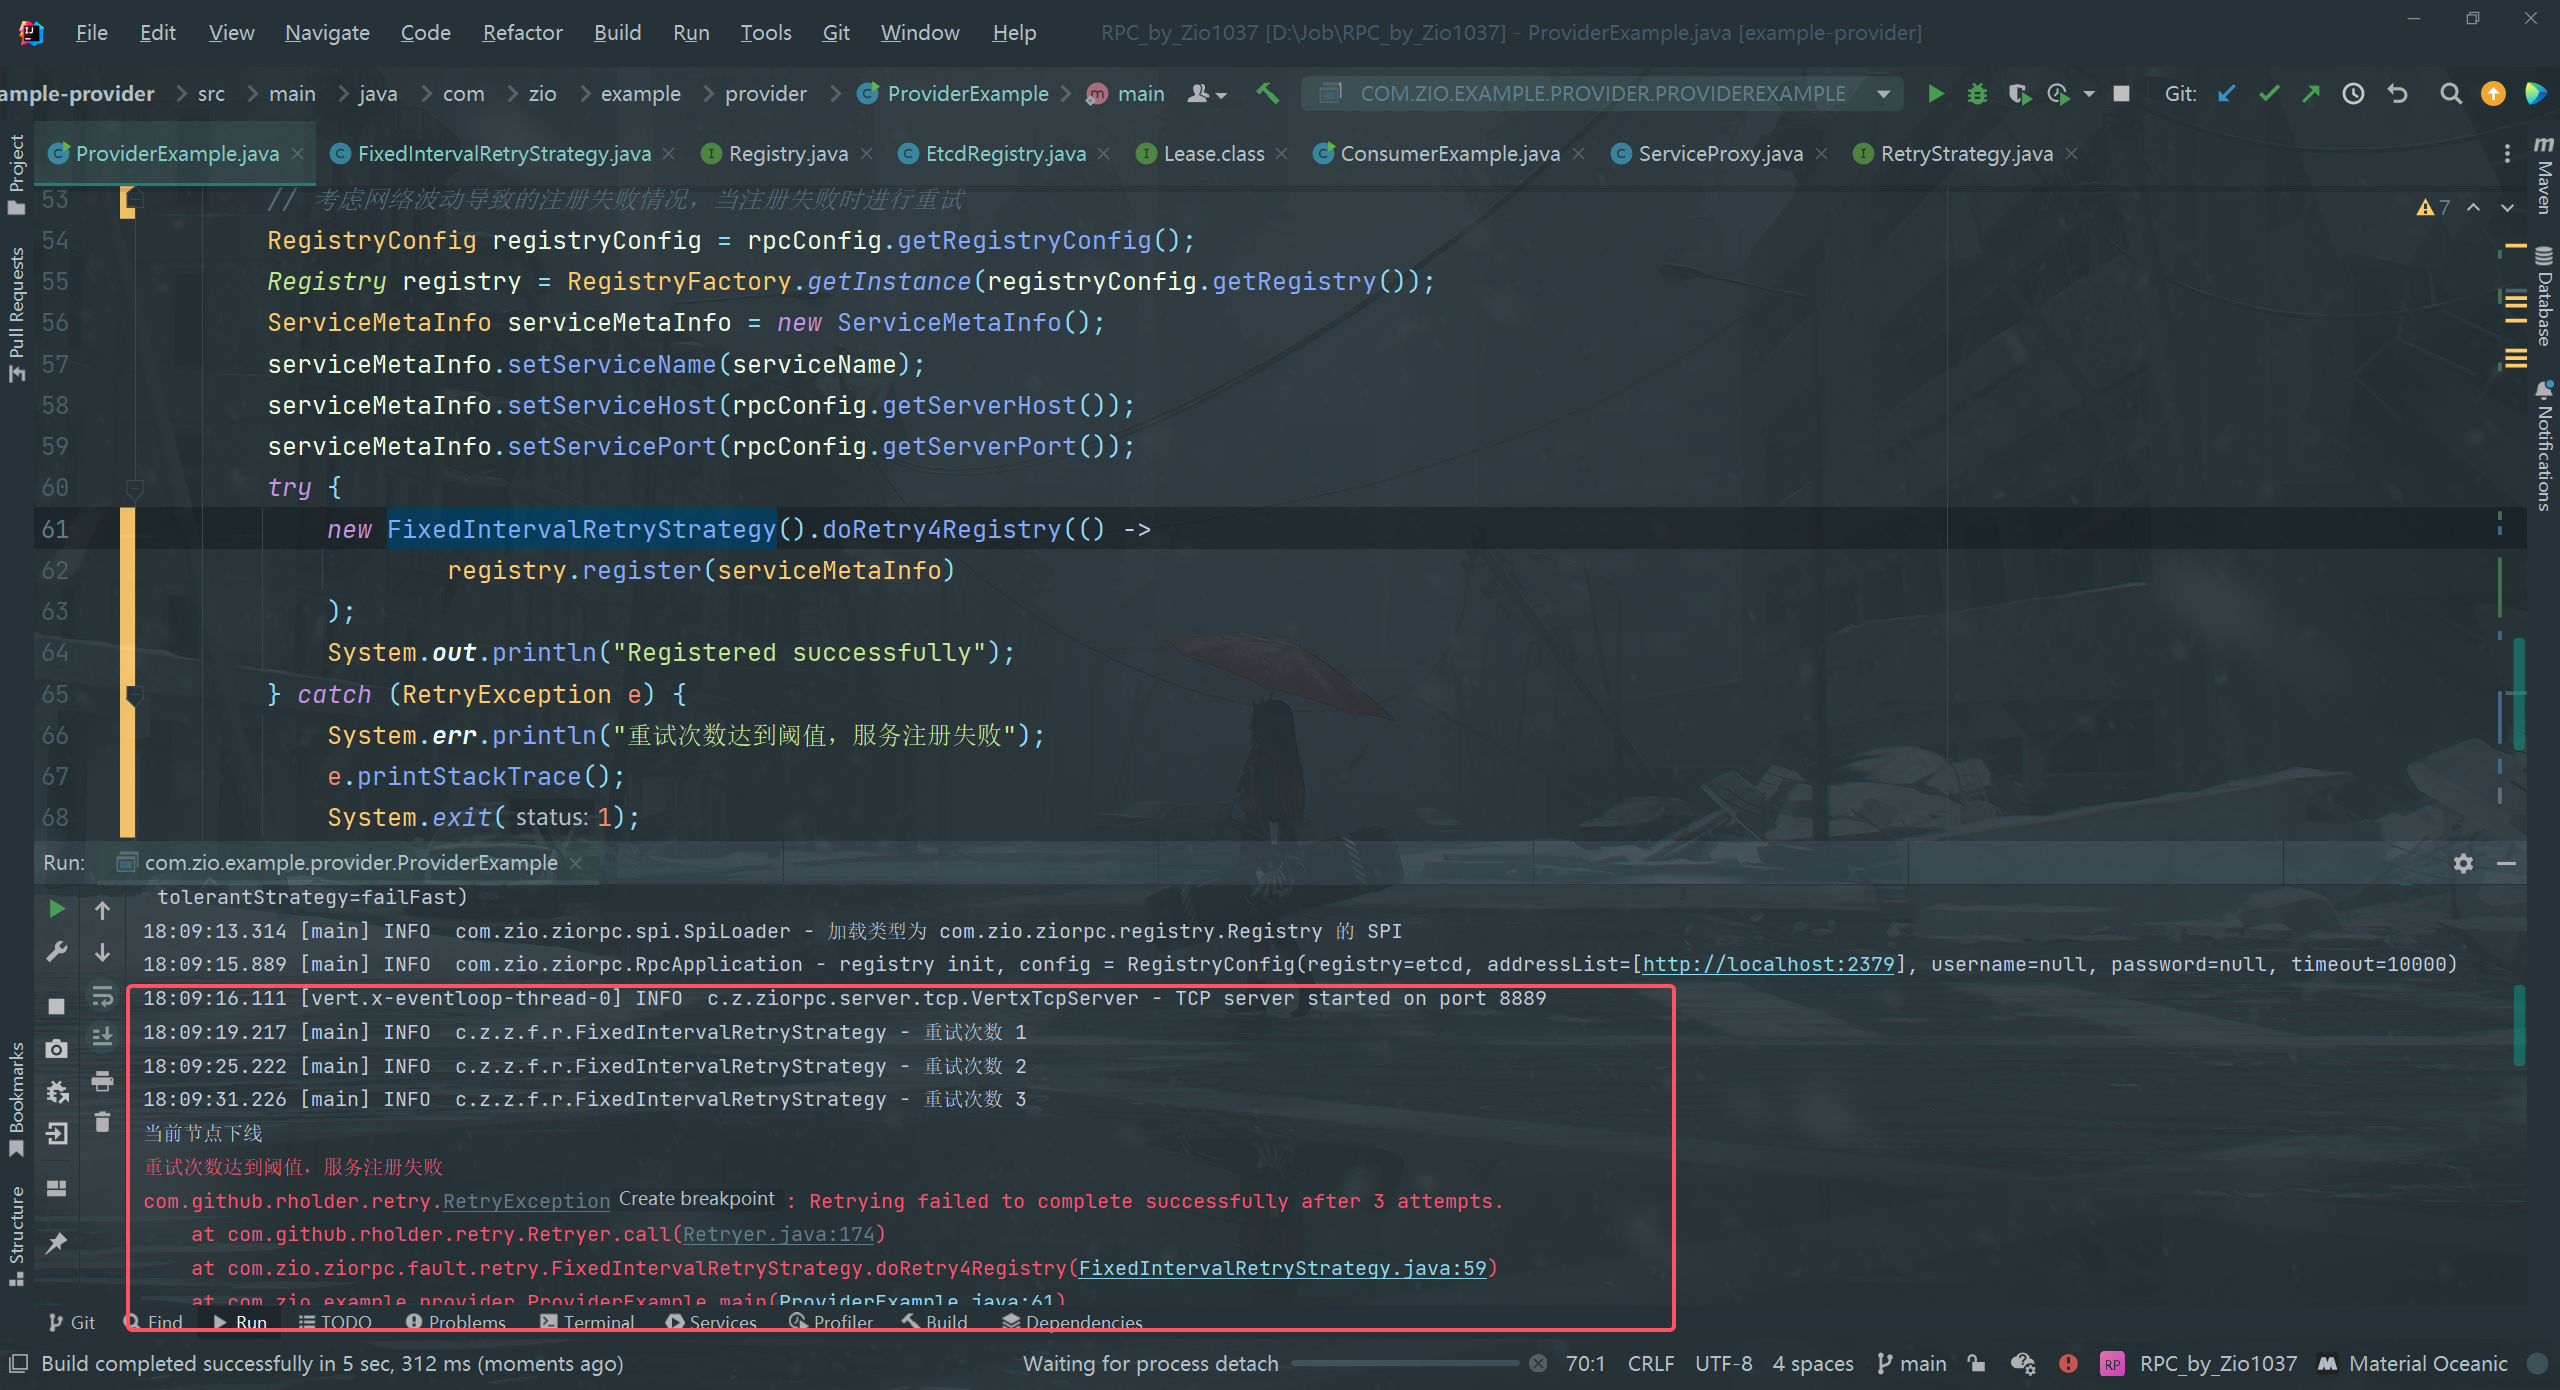 File Edit View Navigate Code Refactor Build Run Tools Git Window Help RPC_by_Zio1037 [D:\Job\RPC_by_Zio1037] - ProviderExample.java [example-provider]
ample-provider src main java com zio example provider ProviderExample main COM.ZIO.EXAMPLE.PROVIDER.PROVIDEREXAMPLE Git:
ProviderExample.java FixedIntervalRetryStrategy.java Registry.java EtcdRegistry.java Lease.class ConsumerExample.java ServiceProxy.java RetryStrategy.java
Project
Pull Requests
Bookmarks
Structure
Maven
Database
Notifications
7
53 // 考虑网络波动导致的注册失败情况，当注册失败时进行重试
54 RegistryConfig registryConfig = rpcConfig.getRegistryConfig();
55 Registry registry = RegistryFactory.getInstance(registryConfig.getRegistry());
56 ServiceMetaInfo serviceMetaInfo = new ServiceMetaInfo();
57 serviceMetaInfo.setServiceName(serviceName);
58 serviceMetaInfo.setServiceHost(rpcConfig.getServerHost());
59 serviceMetaInfo.setServicePort(rpcConfig.getServerPort());
60 try {
61 new FixedIntervalRetryStrategy().doRetry4Registry(() ->
62 registry.register(serviceMetaInfo)
63 );
64 System.out.println("Registered successfully");
65 } catch (RetryException e) {
66 System.err.println("重试次数达到阈值，服务注册失败");
67 e.printStackTrace();
68 System.exit( status: 1);
Run: com.zio.example.provider.ProviderExample
tolerantStrategy=failFast)
18:09:13.314 [main] INFO  com.zio.ziorpc.spi.SpiLoader - 加载类型为 com.zio.ziorpc.registry.Registry 的 SPI
18:09:15.889 [main] INFO  com.zio.ziorpc.RpcApplication - registry init, config = RegistryConfig(registry=etcd, addressList=[http://localhost:2379], username=null, password=null, timeout=10000)
18:09:16.111 [vert.x-eventloop-thread-0] INFO  c.z.ziorpc.server.tcp.VertxTcpServer - TCP server started on port 8889
18:09:19.217 [main] INFO  c.z.z.f.r.FixedIntervalRetryStrategy - 重试次数 1
18:09:25.222 [main] INFO  c.z.z.f.r.FixedIntervalRetryStrategy - 重试次数 2
18:09:31.226 [main] INFO  c.z.z.f.r.FixedIntervalRetryStrategy - 重试次数 3
当前节点下线
重试次数达到阈值，服务注册失败
com.github.rholder.retry.RetryException Create breakpoint : Retrying failed to complete successfully after 3 attempts.
at com.github.rholder.retry.Retryer.call(Retryer.java:174)
at com.zio.ziorpc.fault.retry.FixedIntervalRetryStrategy.doRetry4Registry(FixedIntervalRetryStrategy.java:59)
at com.zio.example.provider.ProviderExample.main(ProviderExample.java:61)
Git Find Run TODO Problems Terminal Services Profiler Build Dependencies
Build completed successfully in 5 sec, 312 ms (moments ago) Waiting for process detach 70:1 CRLF UTF-8 4 spaces main RP RPC_by_Zio1037 Material Oceanic